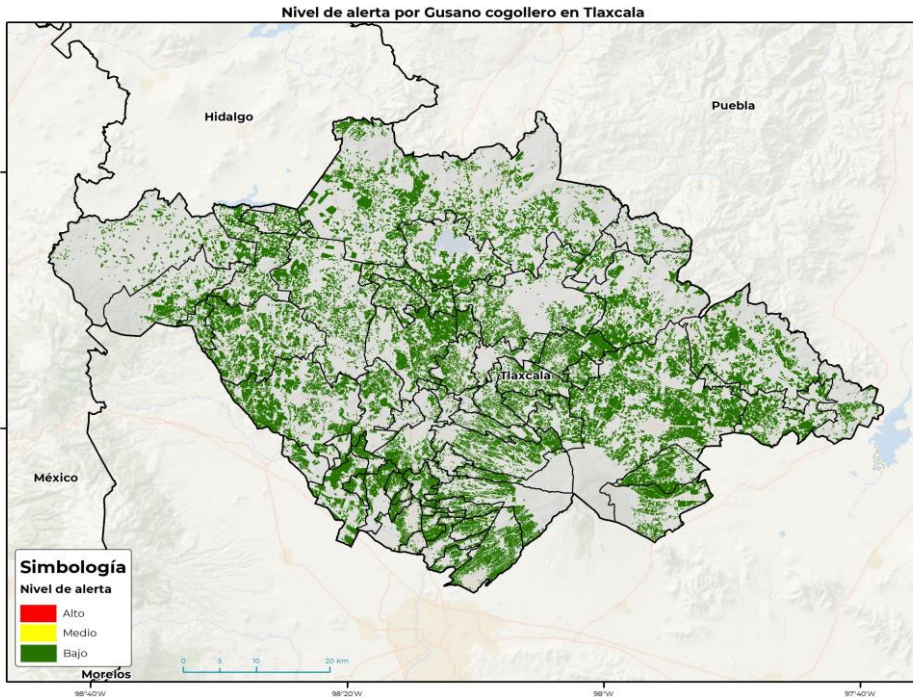 Nivel de alerta por Gusano cogollero en Tlaxcala
Hidalgo
Puebla
Tlaxcala
México
Simbología
Nivel de alerta
Alto
Medio
Bajo
0 5 10 20 Km
Morelos
98°40'W 98°20'W 98°W 97°40'W